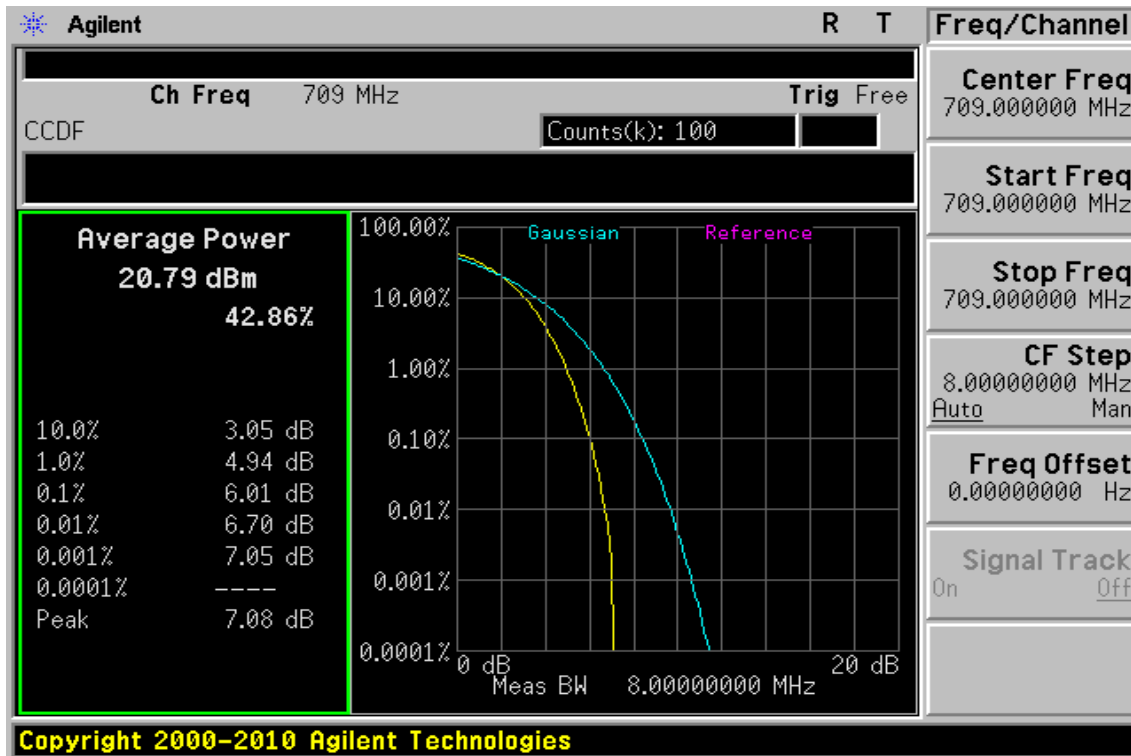 Agilent R T
Ch Freq 709 MHz Trig Free
CCDF Counts(k): 100
Average Power
20.79 dBm
42.86%
10.0% 3.05 dB
1.0% 4.94 dB
0.1% 6.01 dB
0.01% 6.70 dB
0.001% 7.05 dB
0.0001% ----
Peak 7.08 dB
Gaussian Reference
100.00%
10.00%
1.00%
0.10%
0.01%
0.001%
0.0001%
0 dB 20 dB
Meas BW 8.00000000 MHz
Freq/Channel
Center Freq
709.000000 MHz
Start Freq
709.000000 MHz
Stop Freq
709.000000 MHz
CF Step
8.00000000 MHz
Auto Man
Freq Offset
0.00000000 Hz
Signal Track
On Off
Copyright 2000-2010 Agilent Technologies